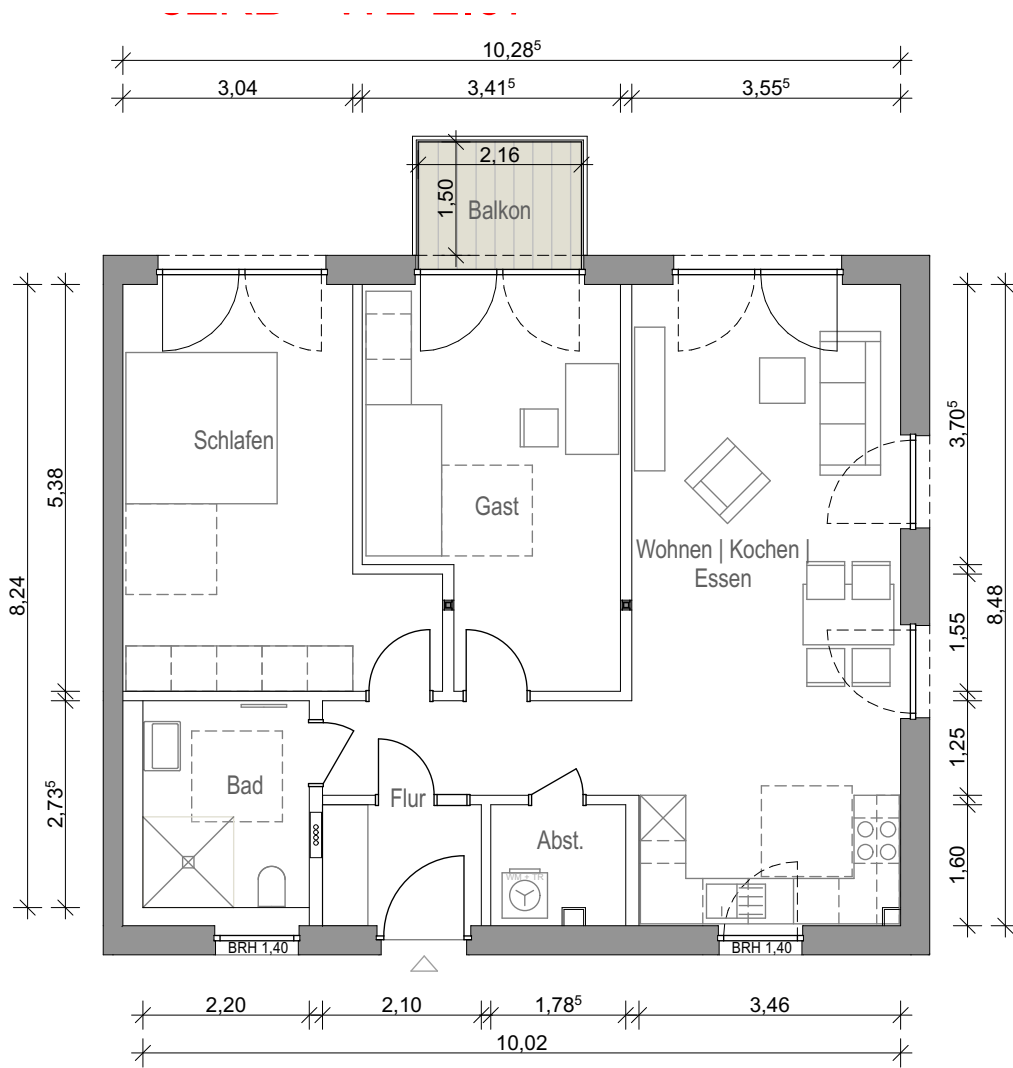 10,28⁵
3,04
3,41⁵
3,55⁵
2,16
1,50
Balkon
Schlafen
Gast
Wohnen | Kochen |
Essen
5,38
8,24
2,73⁵
3,70⁵
1,55
8,48
1,25
1,60
Bad
Flur
Abst.
WM + TR
BRH 1,40
BRH 1,40
2,20
2,10
1,78⁵
3,46
10,02